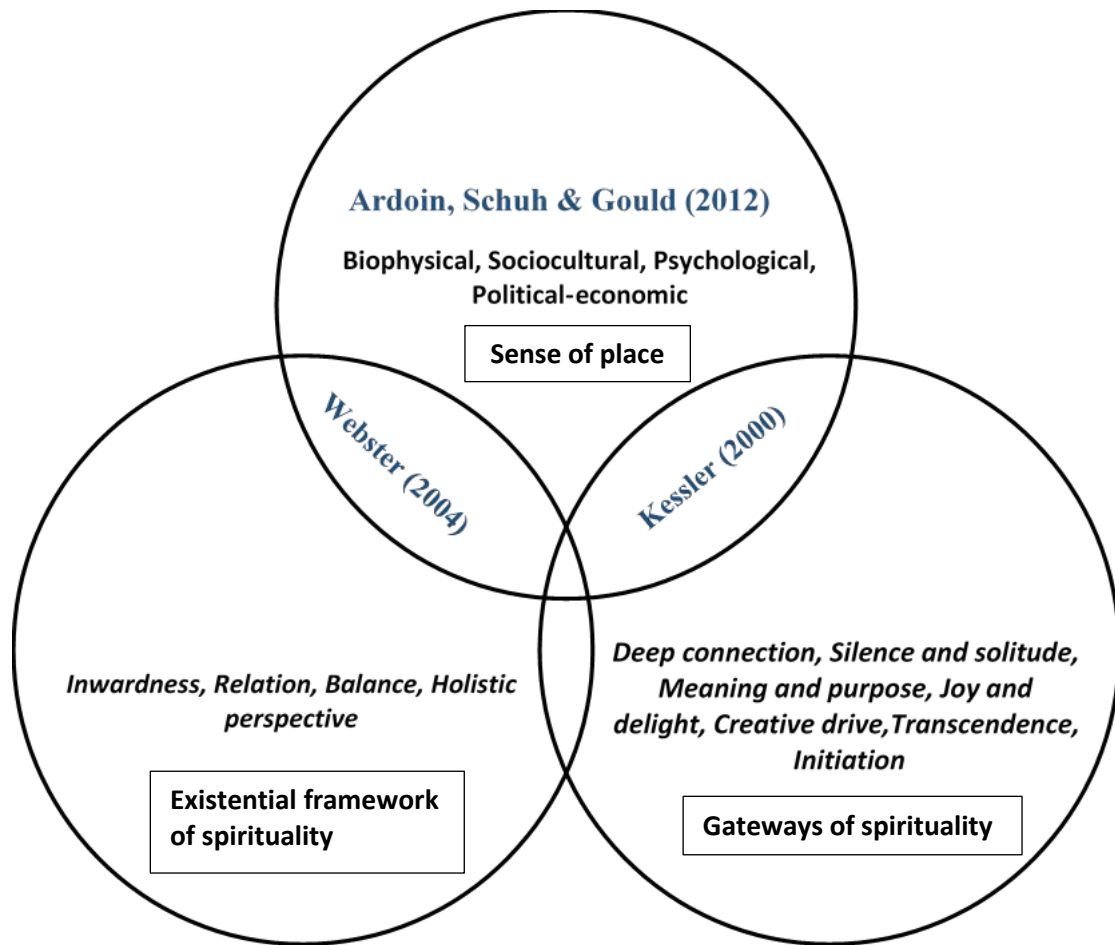 Ardoin, Schuh & Gould (2012)
Biophysical, Sociocultural, Psychological,
Political-economic
Sense of place
Webster (2004)
Kessler (2000)
Inwardness, Relation, Balance, Holistic
perspective
Existential framework
of spirituality
Deep connection, Silence and solitude,
Meaning and purpose, Joy and
delight, Creative drive,Transcendence,
Initiation
Gateways of spirituality